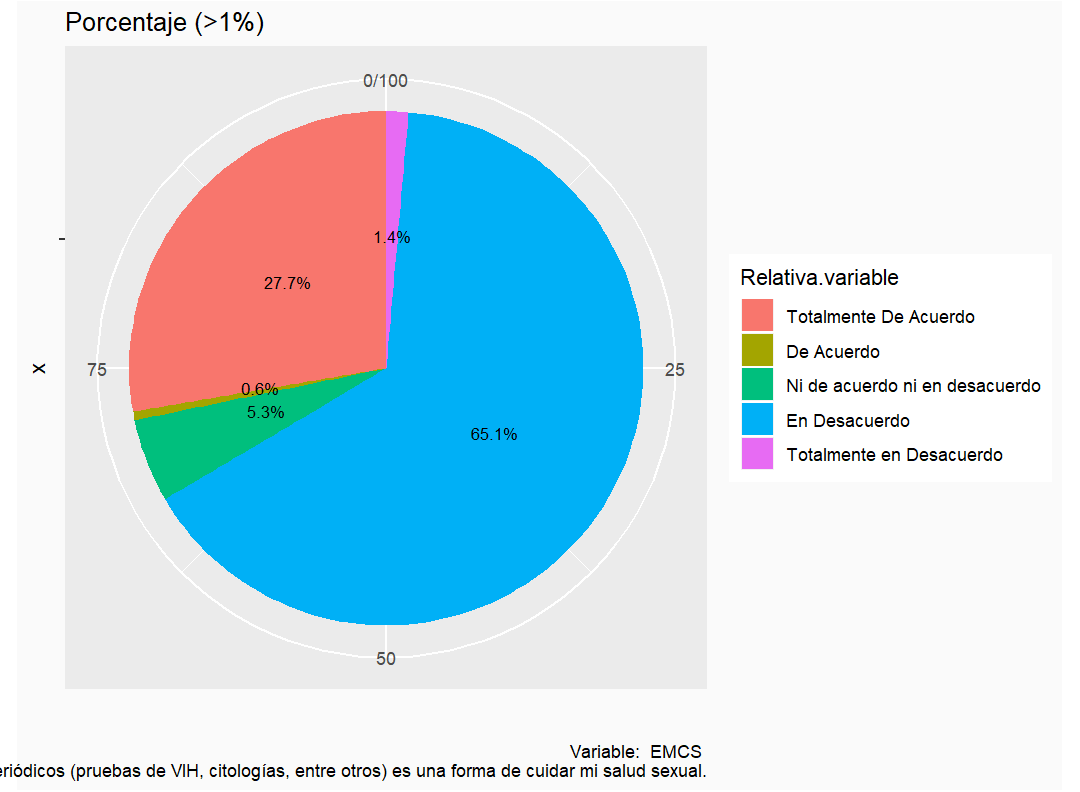 Porcentaje (>1%)
0/100
1.4%
27.7%
Relativa.variable
Totalmente De Acuerdo
De Acuerdo
Ni de acuerdo ni en desacuerdo
En Desacuerdo
Totalmente en Desacuerdo
x
75
25
0.6%
5.3%
65.1%
50
Variable:  EMCS
eriódicos (pruebas de VIH, citologías, entre otros) es una forma de cuidar mi salud sexual.